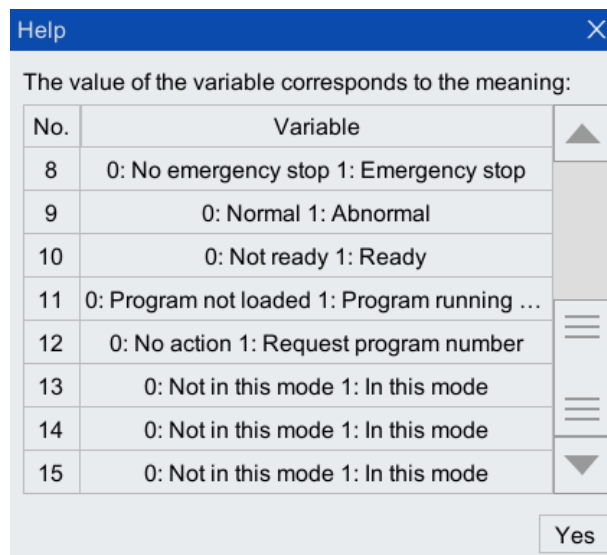 Help
The value of the variable corresponds to the meaning:
No. Variable
8 0: No emergency stop 1: Emergency stop
9 0: Normal 1: Abnormal
10 0: Not ready 1: Ready
11 0: Program not loaded 1: Program running …
12 0: No action 1: Request program number
13 0: Not in this mode 1: In this mode
14 0: Not in this mode 1: In this mode
15 0: Not in this mode 1: In this mode
Yes